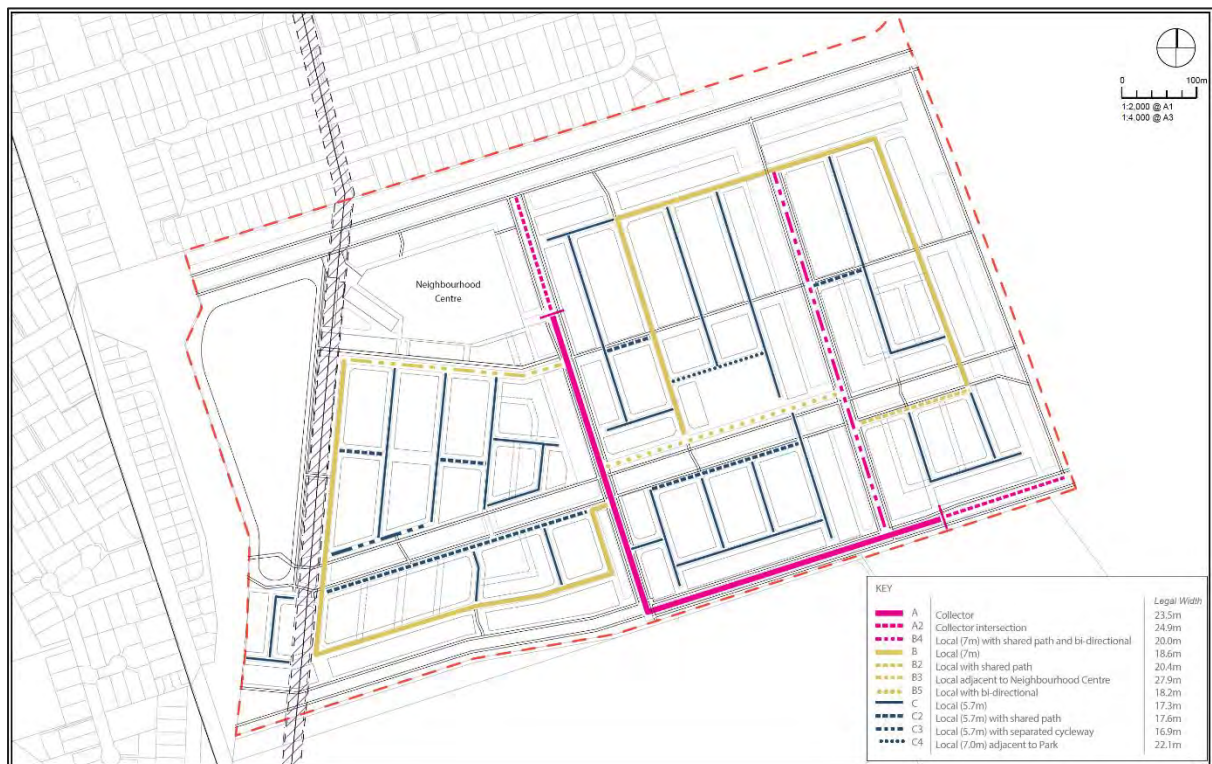 0 100m
1:2,000 @ A1
1:4,000 @ A3
Neighbourhood
Centre
KEY
Legal Width
A Collector 23.5m
A2 Collector intersection 24.9m
B4 Local (7m) with shared path and bi-directional 20.0m
B Local (7m) 18.6m
B2 Local with shared path 20.4m
B3 Local adjacent to Neighbourhood Centre 27.9m
B5 Local with bi-directional 18.2m
C Local (5.7m) 17.3m
C2 Local (5.7m) with shared path 17.6m
C3 Local (5.7m) with separated cycleway 16.9m
C4 Local (7.0m) adjacent to Park 22.1m